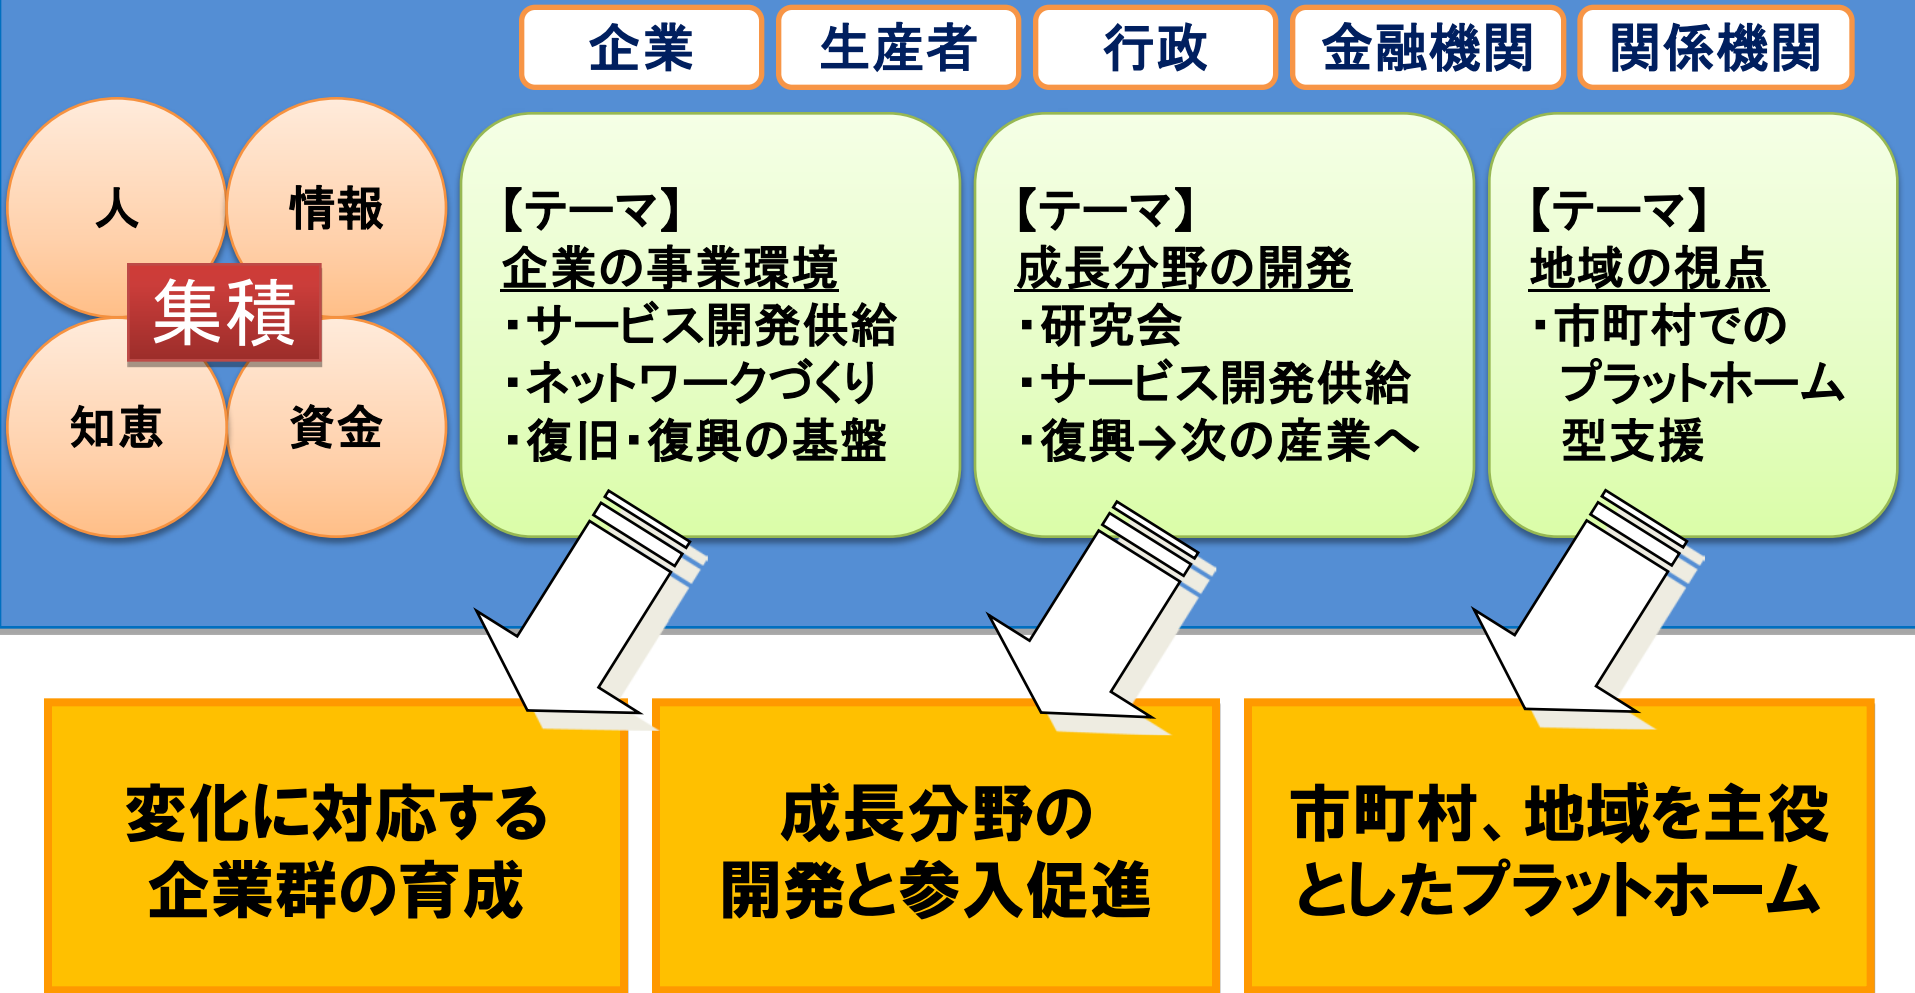 企業
生産者
行政
金融機関
関係機関
人
情報
集積
知恵
資金
【テーマ】
企業の事業環境
・サービス開発供給
・ネットワークづくり
・復旧・復興の基盤
【テーマ】
成長分野の開発
・研究会
・サービス開発供給
・復興→次の産業へ
【テーマ】
地域の視点
・市町村での
プラットホーム
型支援
変化に対応する
企業群の育成
成長分野の
開発と参入促進
市町村、地域を主役
としたプラットホーム